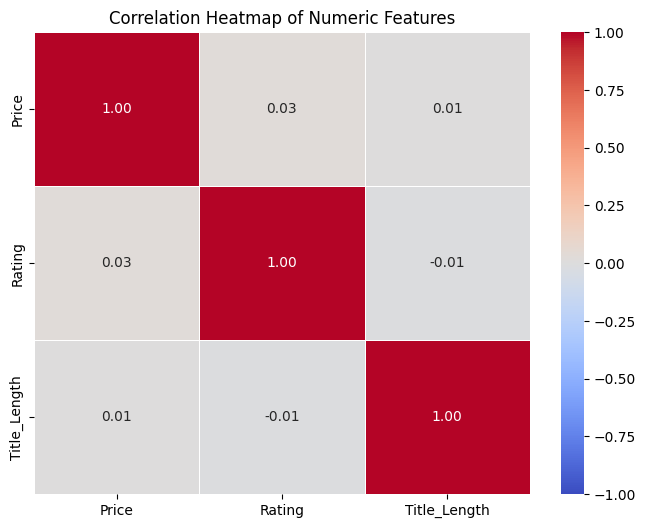 Correlation Heatmap of Numeric Features
Price
1.00
0.03
0.01
Rating
0.03
1.00
-0.01
Title_Length
0.01
-0.01
1.00
Price
Rating
Title_Length
1.00
0.75
0.50
0.25
0.00
−0.25
−0.50
−0.75
−1.00